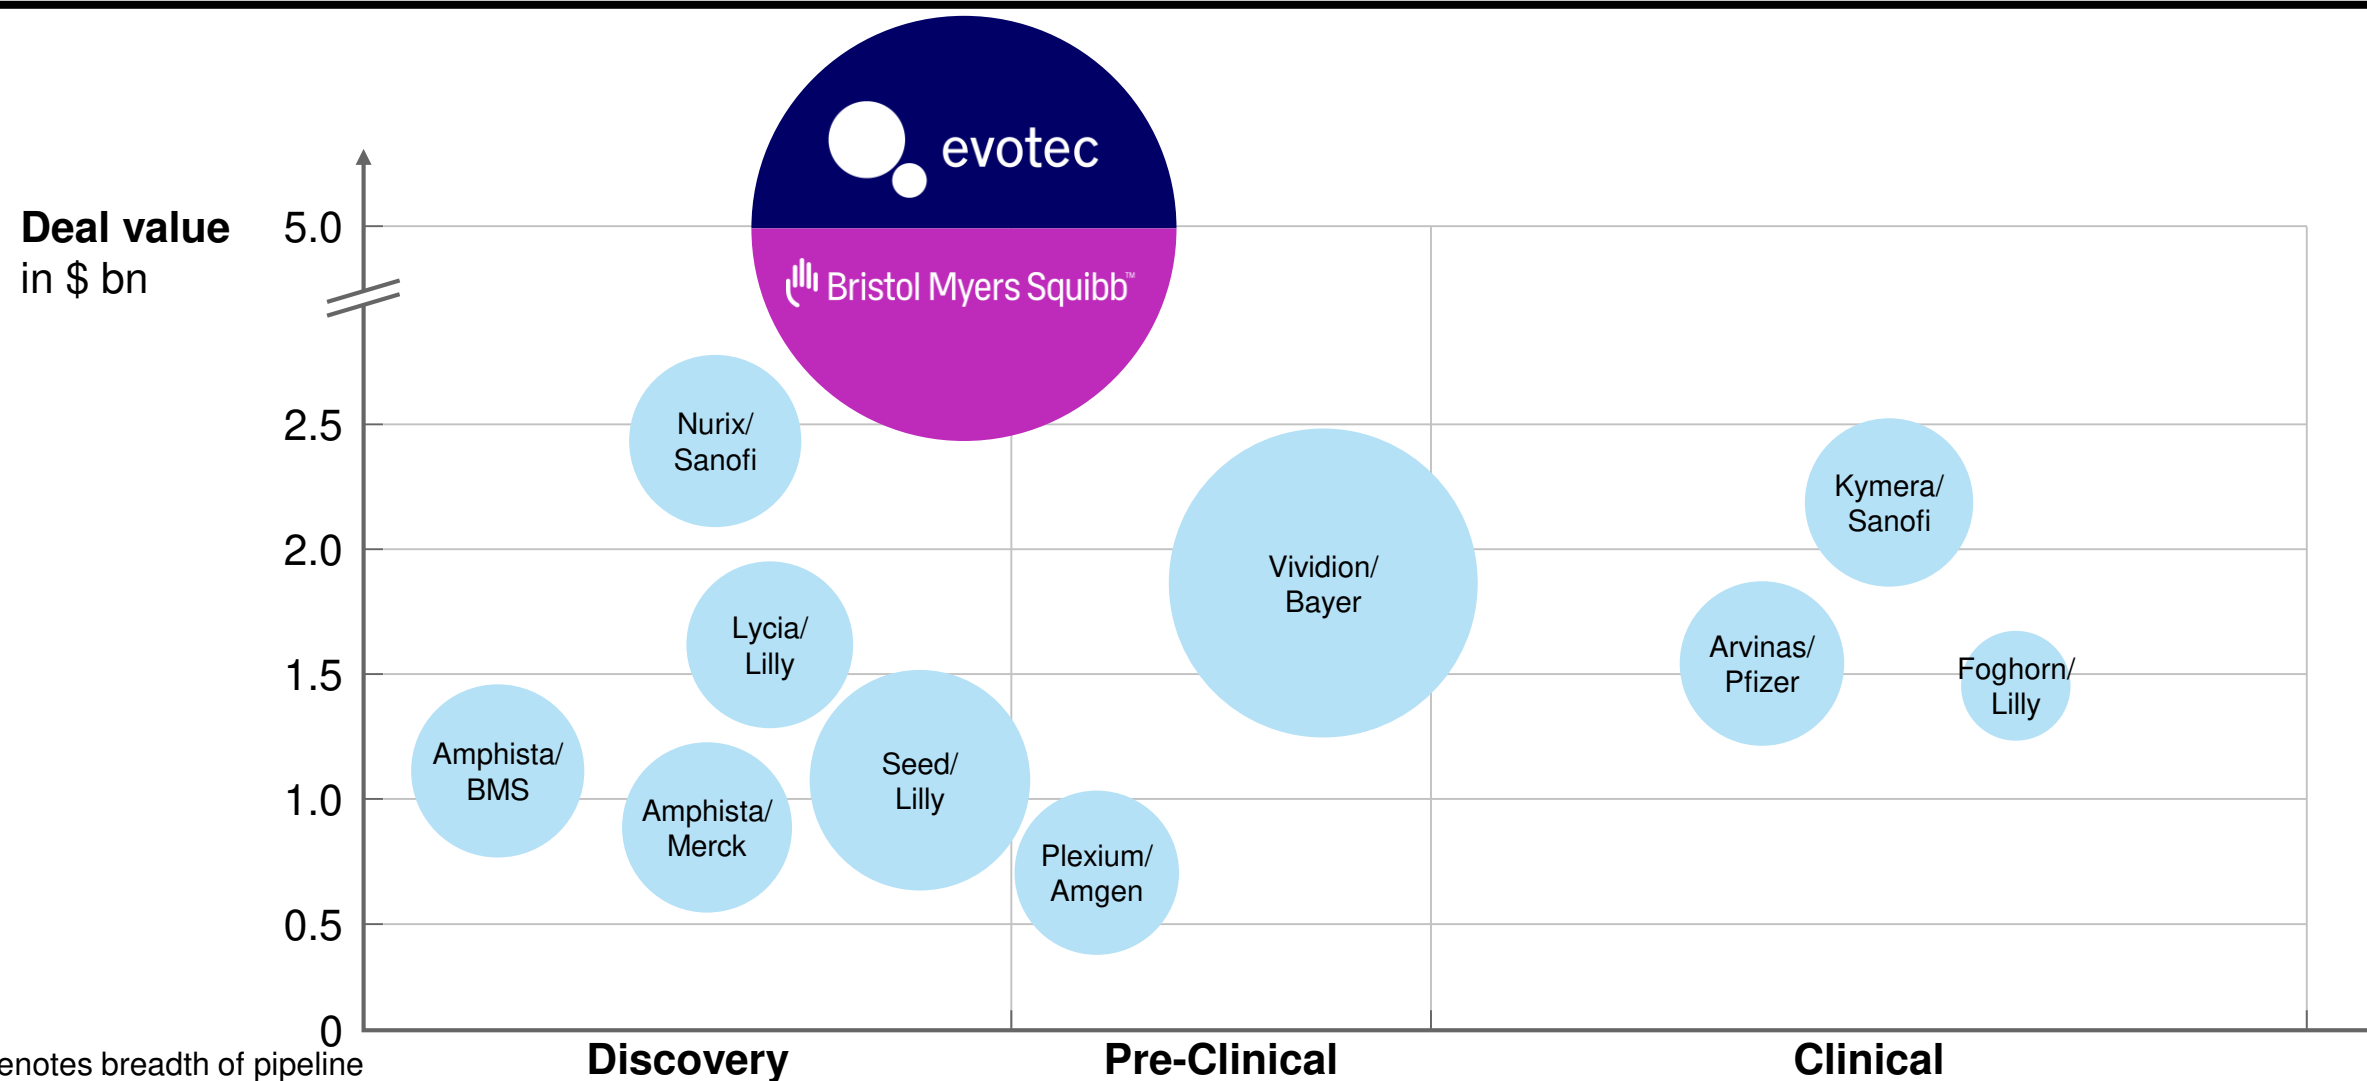 evotec
Bristol Myers Squibb™
Deal value
in $ bn
5.0
2.5
2.0
1.5
1.0
0.5
0
Nurix/
Sanofi
Lycia/
Lilly
Amphista/
BMS
Amphista/
Merck
Seed/
Lilly
Plexium/
Amgen
Vividion/
Bayer
Kymera/
Sanofi
Arvinas/
Pfizer
Foghorn/
Lilly
enotes breadth of pipeline
Discovery
Pre-Clinical
Clinical